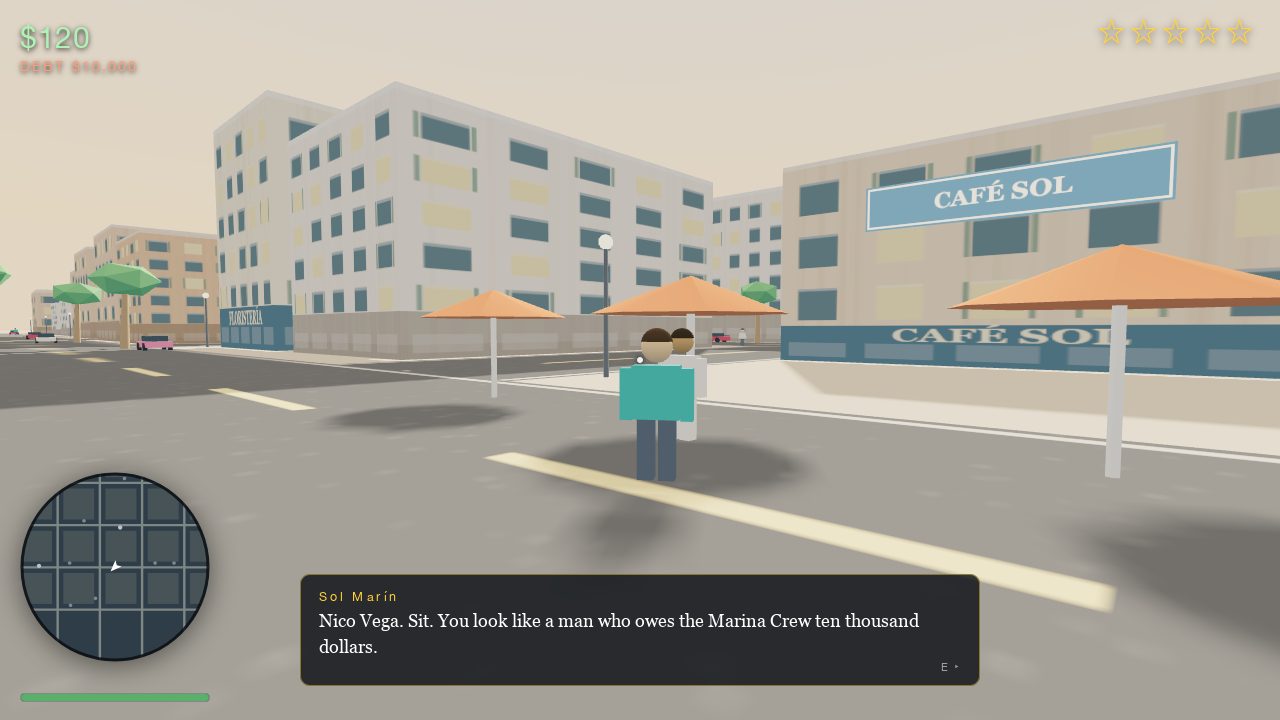 $120
DEBT $10,000
CAFÉ SOL
FLORISTERÍA
CAFÉ SOL
Sol Marín
Nico Vega. Sit. You look like a man who owes the Marina Crew ten thousand
dollars.
E ▸